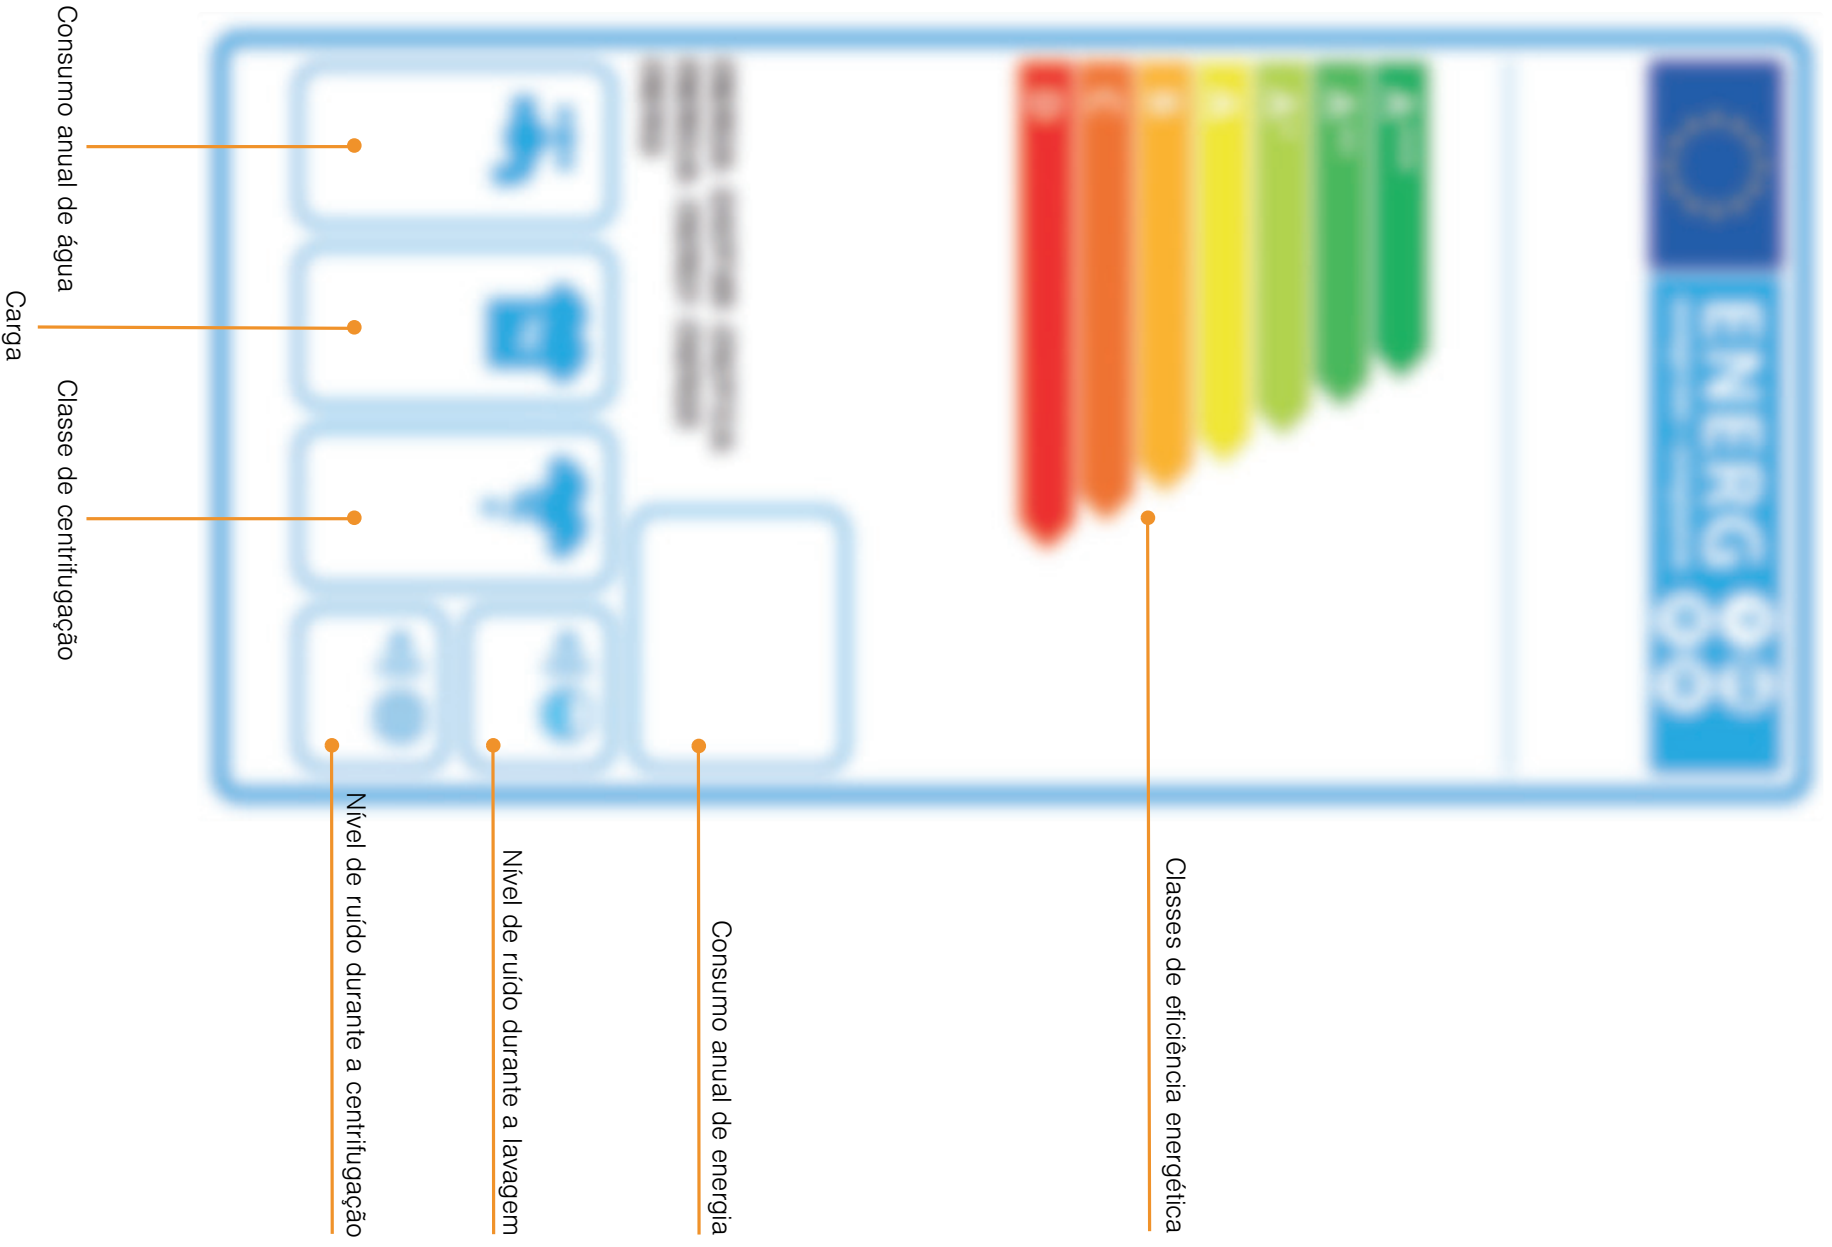 ENERG
A
B
C
D
Classes de eficiência energética
Consumo anual de energia
Nível de ruído durante a lavagem
Nível de ruído durante a centrifugação
Consumo anual de água
Carga
Classe de centrifugação